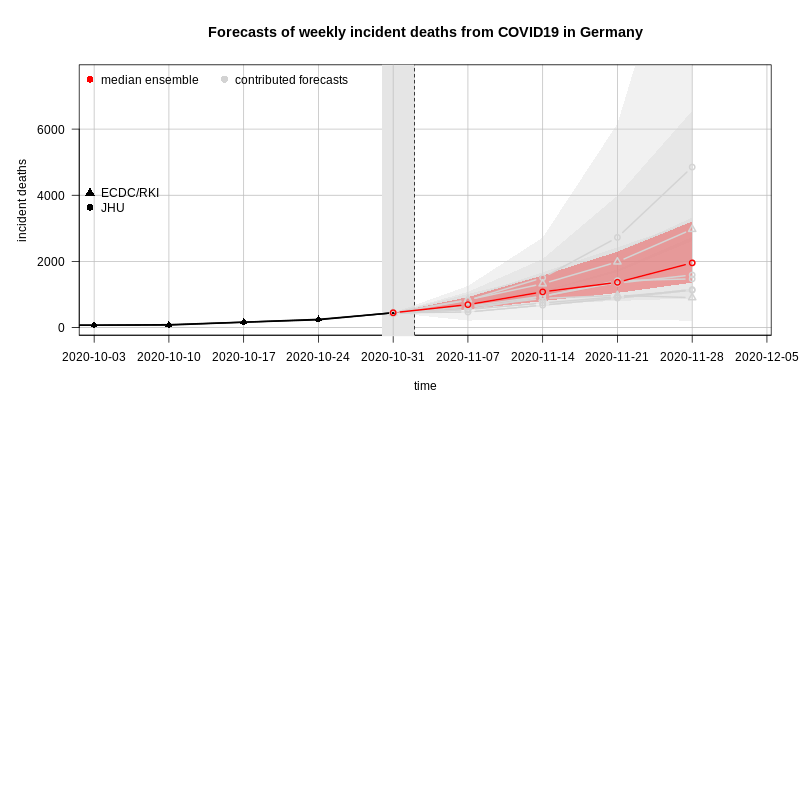 Forecasts of weekly incident deaths from COVID19 in Germany
median ensemble
contributed forecasts
6000
ECDC/RKI
4000
JHU
2000
0
incident deaths
2020-10-03 2020-10-10 2020-10-17 2020-10-24 2020-10-31 2020-11-07 2020-11-14 2020-11-21 2020-11-28 2020-12-05
time